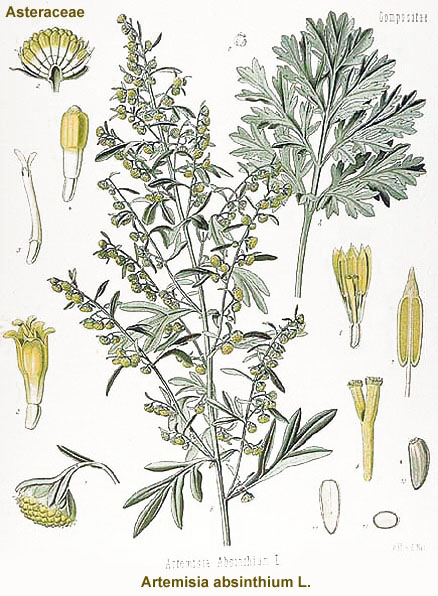 Asteraceae
Compositae
Artemisia Absinthium L.
Artemisia absinthium L.